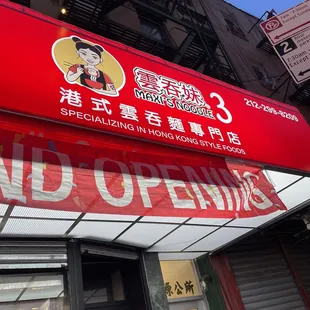 雲吞妹
MAXI'S NOODLE
3
212-299-8209
港式雲吞麵專門店
SPECIALIZING IN HONG KONG STYLE FOODS
ND OPENING